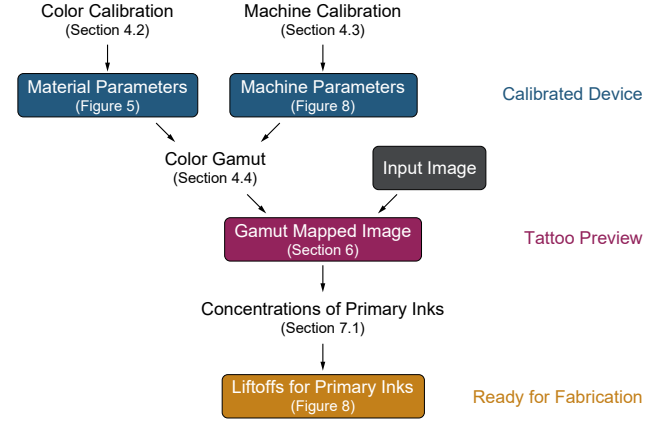 Color Calibration
(Section 4.2)
Machine Calibration
(Section 4.3)
Material Parameters
(Figure 5)
Machine Parameters
(Figure 8)
Calibrated Device
Color Gamut
(Section 4.4)
Input Image
Gamut Mapped Image
(Section 6)
Tattoo Preview
Concentrations of Primary Inks
(Section 7.1)
Liftoffs for Primary Inks
(Figure 8)
Ready for Fabrication